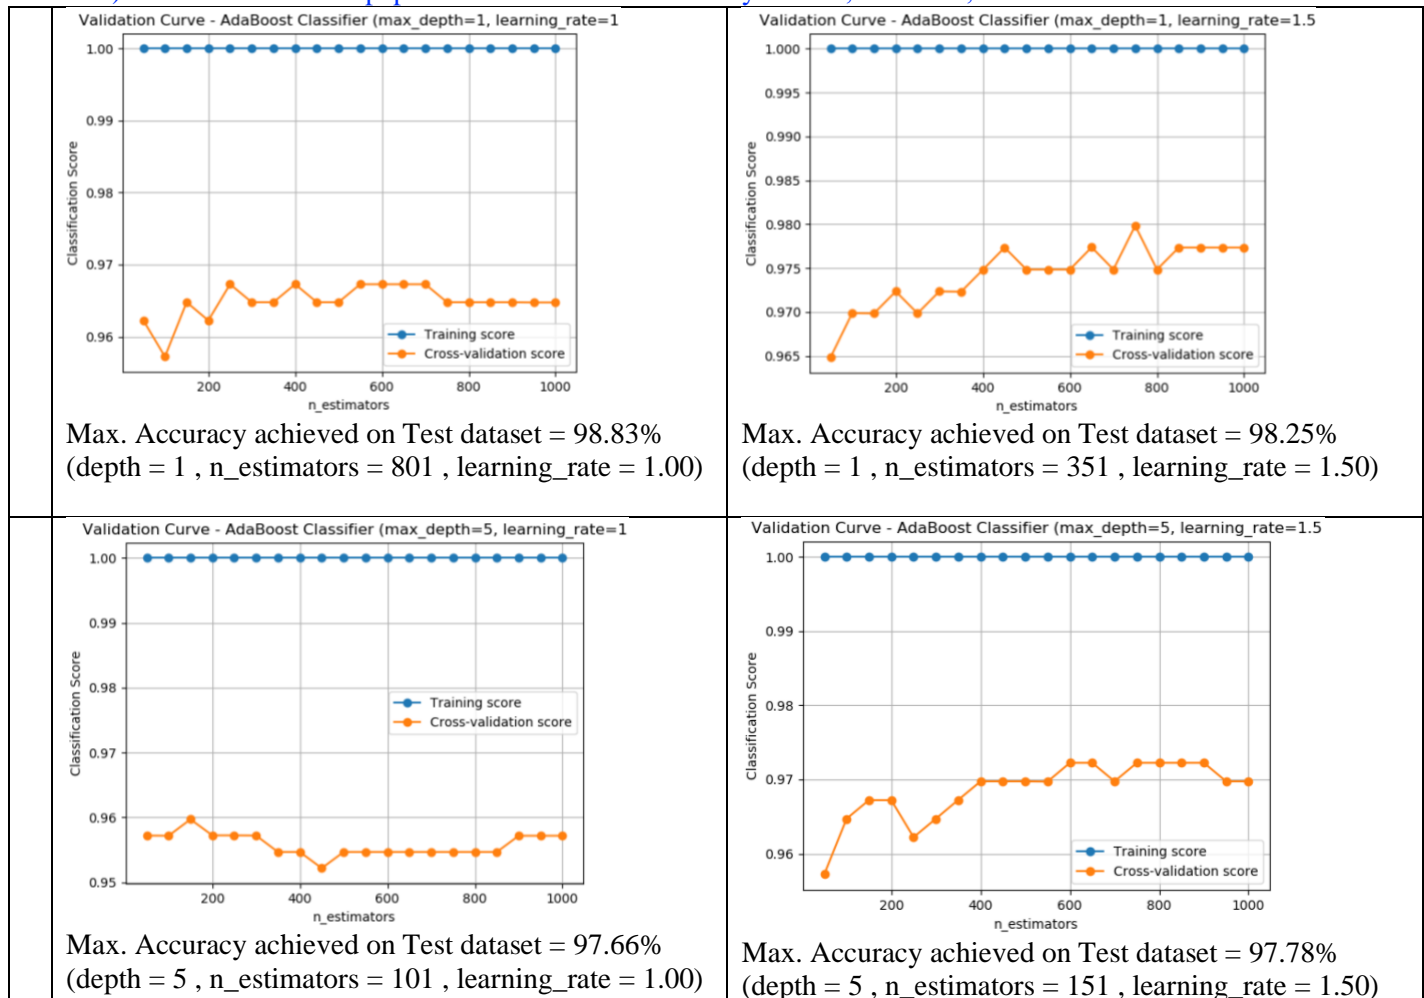 Validation Curve - AdaBoost Classifier (max_depth=1, learning_rate=1
1.00
0.99
0.98
0.97
0.96
Classification Score
Training score
Cross-validation score
200 400 600 800 1000
n_estimators
Max. Accuracy achieved on Test dataset = 98.83%
(depth = 1 , n_estimators = 801 , learning_rate = 1.00)
Validation Curve - AdaBoost Classifier (max_depth=1, learning_rate=1.5
1.000
0.995
0.990
0.985
0.980
0.975
0.970
0.965
Classification Score
Training score
Cross-validation score
200 400 600 800 1000
n_estimators
Max. Accuracy achieved on Test dataset = 98.25%
(depth = 1 , n_estimators = 351 , learning_rate = 1.50)
Validation Curve - AdaBoost Classifier (max_depth=5, learning_rate=1
1.00
0.99
0.98
0.97
0.96
0.95
Classification Score
Training score
Cross-validation score
200 400 600 800 1000
n_estimators
Max. Accuracy achieved on Test dataset = 97.66%
(depth = 5 , n_estimators = 101 , learning_rate = 1.00)
Validation Curve - AdaBoost Classifier (max_depth=5, learning_rate=1.5
1.00
0.99
0.98
0.97
0.96
Classification Score
Training score
Cross-validation score
200 400 600 800 1000
n_estimators
Max. Accuracy achieved on Test dataset = 97.78%
(depth = 5 , n_estimators = 151 , learning_rate = 1.50)